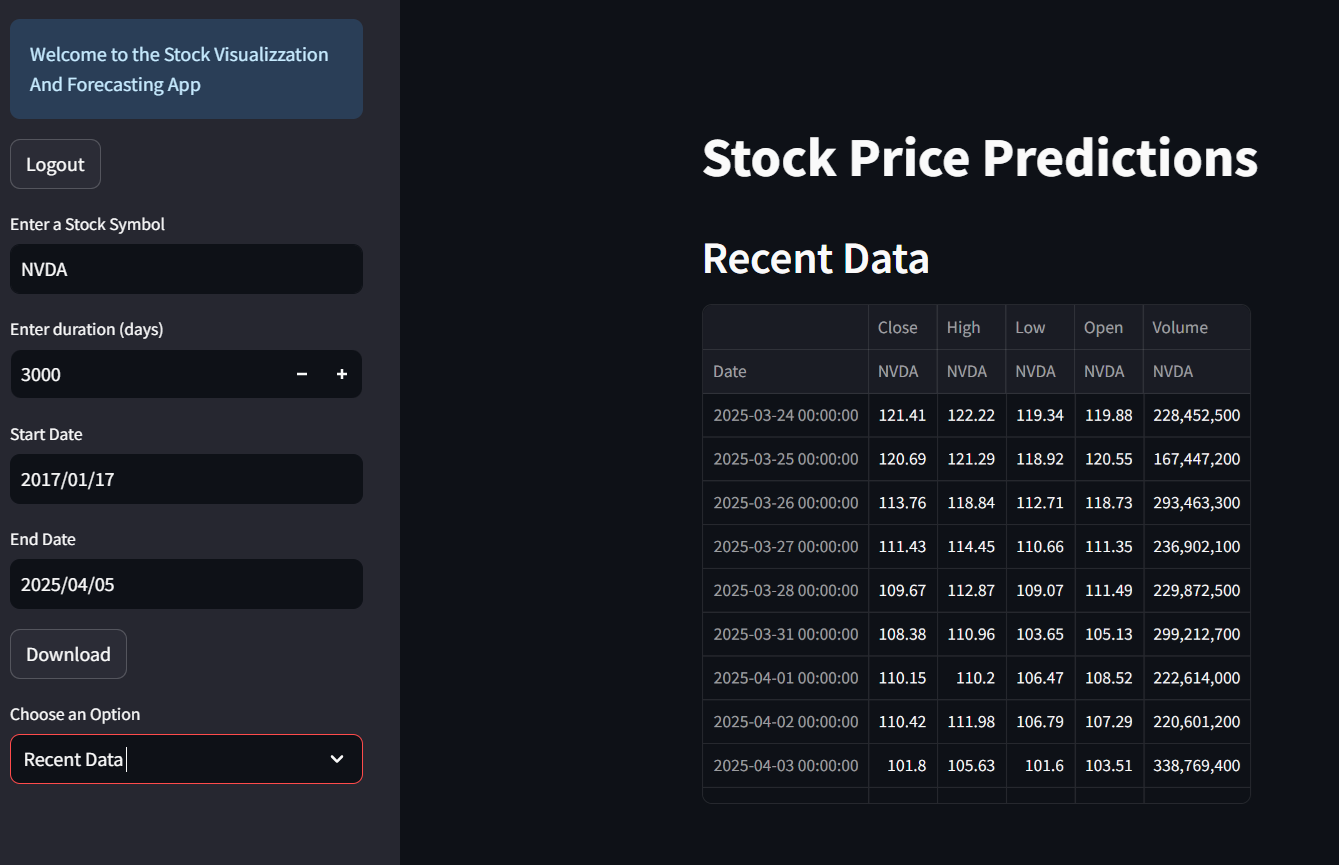 Welcome to the Stock Visualizzation
And Forecasting App
Logout
Enter a Stock Symbol
NVDA
Enter duration (days)
3000 − +
Start Date
2017/01/17
End Date
2025/04/05
Download
Choose an Option
Recent Data
Stock Price Predictions
Recent Data
Close High Low Open Volume
Date NVDA NVDA NVDA NVDA NVDA
2025-03-24 00:00:00 121.41 122.22 119.34 119.88 228,452,500
2025-03-25 00:00:00 120.69 121.29 118.92 120.55 167,447,200
2025-03-26 00:00:00 113.76 118.84 112.71 118.73 293,463,300
2025-03-27 00:00:00 111.43 114.45 110.66 111.35 236,902,100
2025-03-28 00:00:00 109.67 112.87 109.07 111.49 229,872,500
2025-03-31 00:00:00 108.38 110.96 103.65 105.13 299,212,700
2025-04-01 00:00:00 110.15 110.2 106.47 108.52 222,614,000
2025-04-02 00:00:00 110.42 111.98 106.79 107.29 220,601,200
2025-04-03 00:00:00 101.8 105.63 101.6 103.51 338,769,400